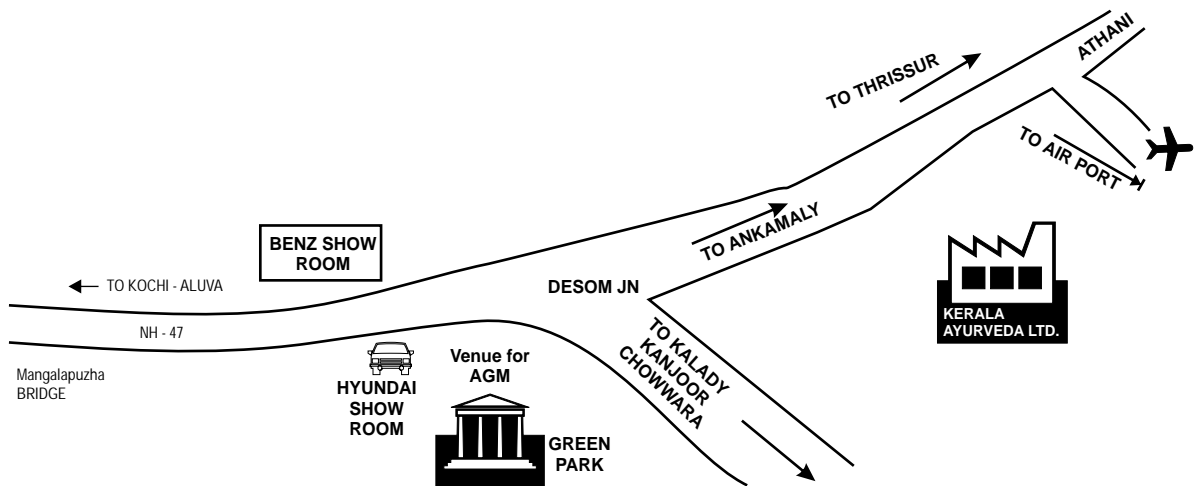 ATHANI
TO THRISSUR
TO AIR PORT
TO ANKAMALY
BENZ SHOW
ROOM
TO KOCHI - ALUVA
DESOM JN
NH - 47
KERALA
AYURVEDA LTD.
TO KALADY
KANJOOR
CHOWWARA
Mangalapuzha
BRIDGE
HYUNDAI
SHOW
ROOM
Venue for
AGM
GREEN
PARK